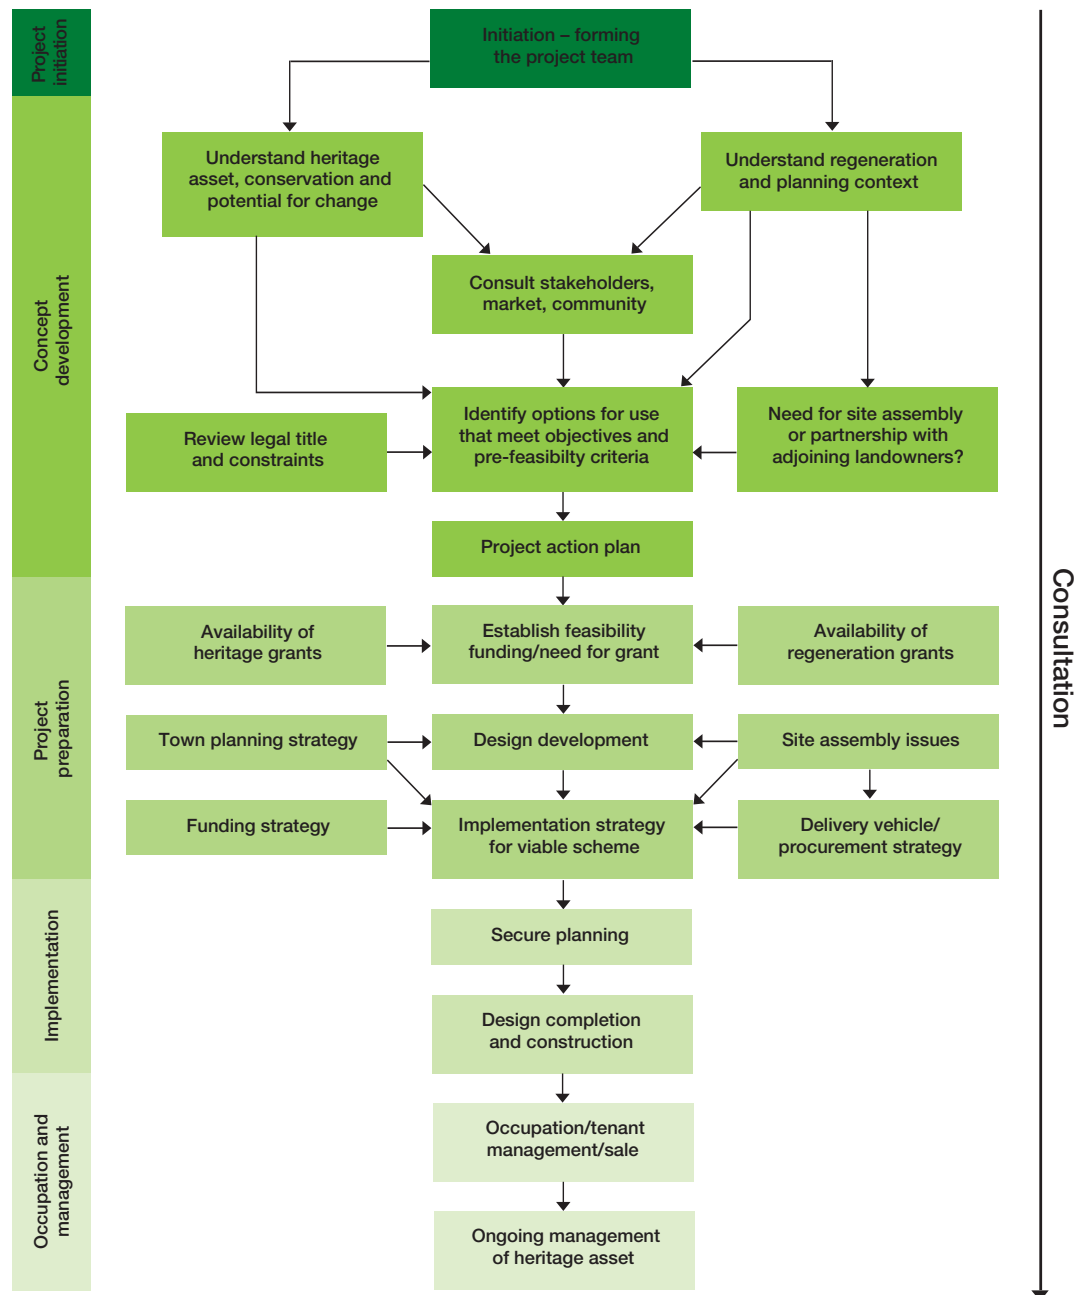 Project
initiation
Initiation – forming
the project team
Concept
development
Understand heritage
asset, conservation and
potential for change
Understand regeneration
and planning context
Consult stakeholders,
market, community
Review legal title
and constraints
Identify options for use
that meet objectives and
pre-feasibilty criteria
Need for site assembly
or partnership with
adjoining landowners?
Project action plan
Project
preparation
Availability of
heritage grants
Establish feasibility
funding/need for grant
Availability of
regeneration grants
Town planning strategy
Design development
Site assembly issues
Funding strategy
Implementation strategy
for viable scheme
Delivery vehicle/
procurement strategy
Implementation
Secure planning
Design completion
and construction
Occupation and
management
Occupation/tenant
management/sale
Ongoing management
of heritage asset
Consultation